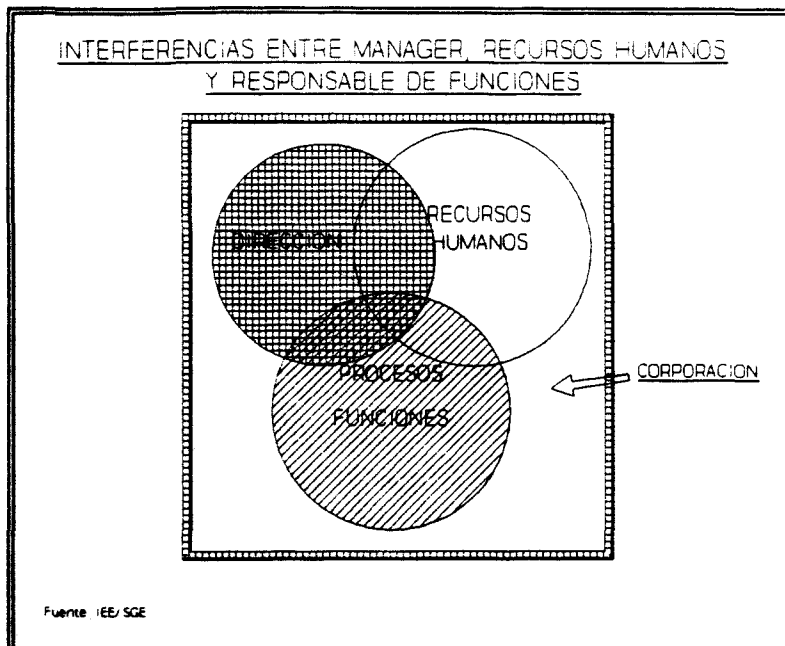 INTERFERENCIAS ENTRE MANAGER, RECURSOS HUMANOS
Y RESPONSABLE DE FUNCIONES
RECURSOS
HUMANOS
DIRECCION
PROCESOS
FUNCIONES
CORPORACION
Fuente IEE/ SGE